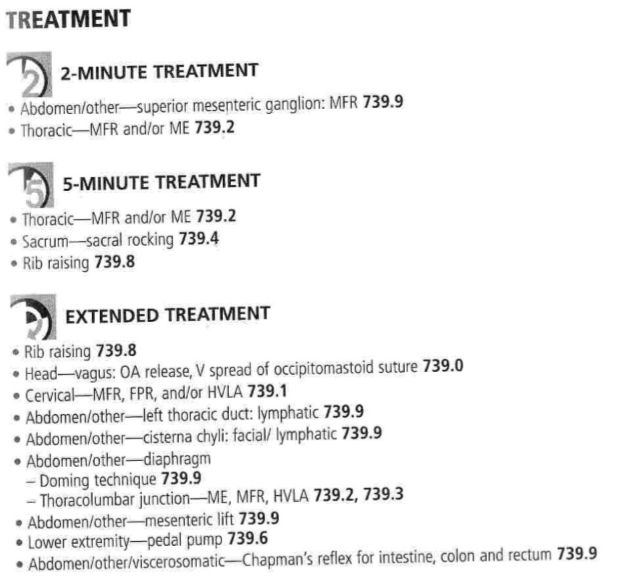 TREATMENT
2
2-MINUTE TREATMENT
• Abdomen/other—superior mesenteric ganglion: MFR 739.9
• Thoracic—MFR and/or ME 739.2
5
5-MINUTE TREATMENT
• Thoracic—MFR and/or ME 739.2
• Sacrum—sacral rocking 739.4
• Rib raising 739.8
EXTENDED TREATMENT
• Rib raising 739.8
• Head—vagus: OA release, V spread of occipitomastoid suture 739.0
• Cervical—MFR, FPR, and/or HVLA 739.1
• Abdomen/other—left thoracic duct: lymphatic 739.9
• Abdomen/other—cisterna chyli: facial/ lymphatic 739.9
• Abdomen/other—diaphragm
– Doming technique 739.9
– Thoracolumbar junction—ME, MFR, HVLA 739.2, 739.3
• Abdomen/other—mesenteric lift 739.9
• Lower extremity—pedal pump 739.6
• Abdomen/other/viscerosomatic—Chapman's reflex for intestine, colon and rectum 739.9